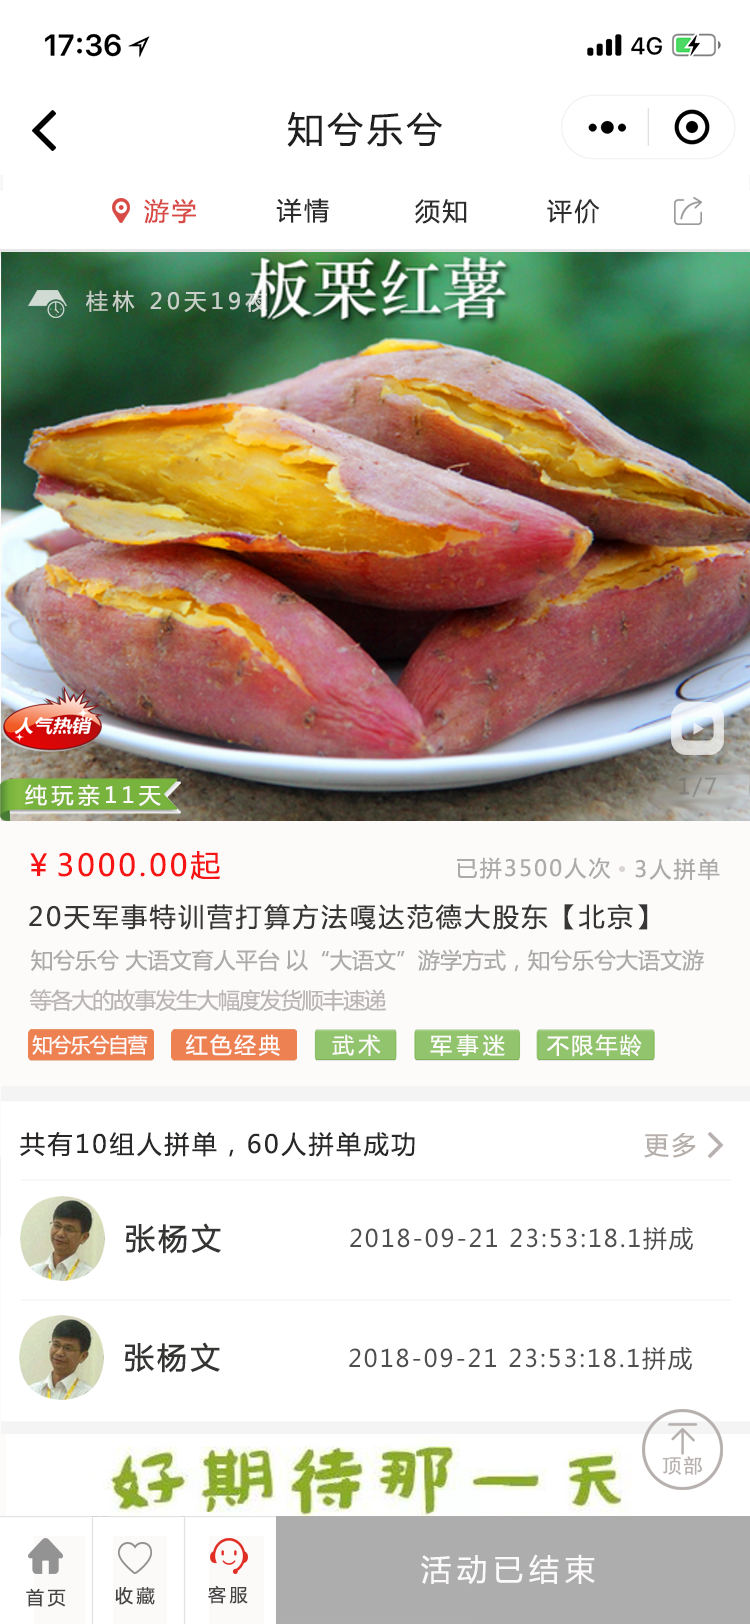 17:36
4G
知兮乐兮
游学 详情 须知 评价
板栗红薯
桂林 20天19夜
人气热销
纯玩亲11天
1/7
¥ 3000.00起
已拼3500人次 • 3人拼单
20天军事特训营打算方法嘎达范德大股东【北京】
知兮乐兮 大语文育人平台 以“大语文”游学方式，知兮乐兮大语文游
等各大的故事发生大幅度发货顺丰速递
知兮乐兮自营 红色经典 武术 军事迷 不限年龄
共有10组人拼单，60人拼单成功
更多
张杨文 2018-09-21 23:53:18.1拼成
张杨文 2018-09-21 23:53:18.1拼成
顶部
好期待那一天
首页 收藏 客服 活动已结束